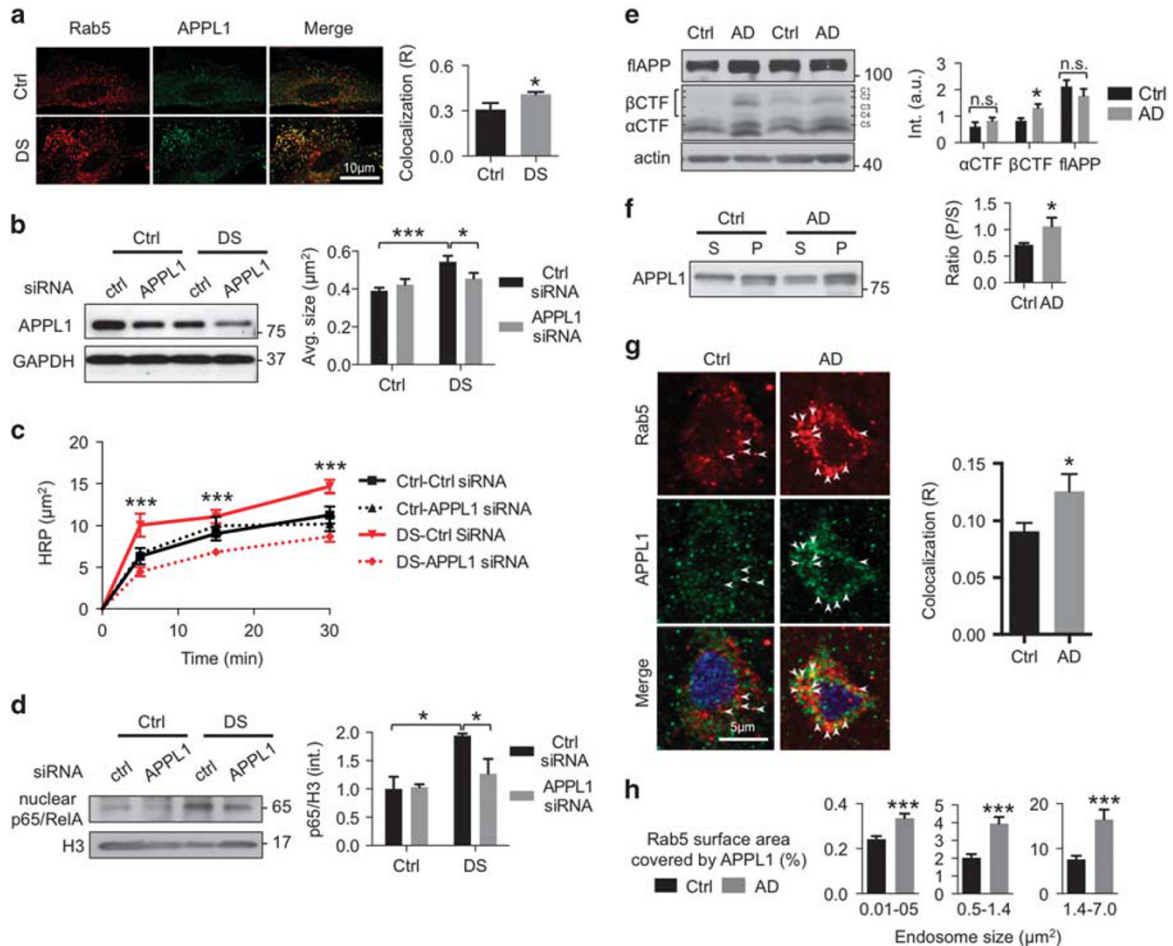 a
Rab5 APPL1 Merge
Ctrl
DS
10μm
Colocalization (R)
0.6
0.3
0.0
Ctrl DS
*
b
Ctrl DS
siRNA ctrl APPL1 ctrl APPL1
APPL1
75
GAPDH
37
Avg. size (μm²)
0.6
0.4
0.2
0.0
*** *
Ctrl DS
Ctrl siRNA
APPL1 siRNA
c
HRP (μm²)
20
15
10
5
0
0 10 20 30
Time (min)
*** *** ***
Ctrl-Ctrl siRNA
Ctrl-APPL1 siRNA
DS-Ctrl SiRNA
DS-APPL1 siRNA
d
Ctrl DS
siRNA ctrl APPL1 ctrl APPL1
nuclear
p65/RelA
65
H3
17
p65/H3 (int.)
2.0
1.5
1.0
0.5
0.0
* *
Ctrl DS
Ctrl siRNA
APPL1 siRNA
e
Ctrl AD Ctrl AD
flAPP
100
βCTF
C1
C2
C3
C4
αCTF
C5
actin
40
Int. (a.u.)
3
2
1
0
n.s. * n.s.
αCTF βCTF flAPP
Ctrl
AD
f
Ctrl AD
S P S P
APPL1
75
Ratio (P/S)
1.5
1.0
0.5
0.0
*
Ctrl AD
g
Ctrl AD
Rab5
APPL1
Merge
5μm
Colocalization (R)
0.15
0.10
0.05
0.00
*
Ctrl AD
h
Rab5 surface area
covered by APPL1 (%)
Ctrl AD
0.4
0.2
0.0
***
0.01-05
5
4
3
2
1
0
***
0.5-1.4
20
10
0
***
1.4-7.0
Endosome size (μm²)